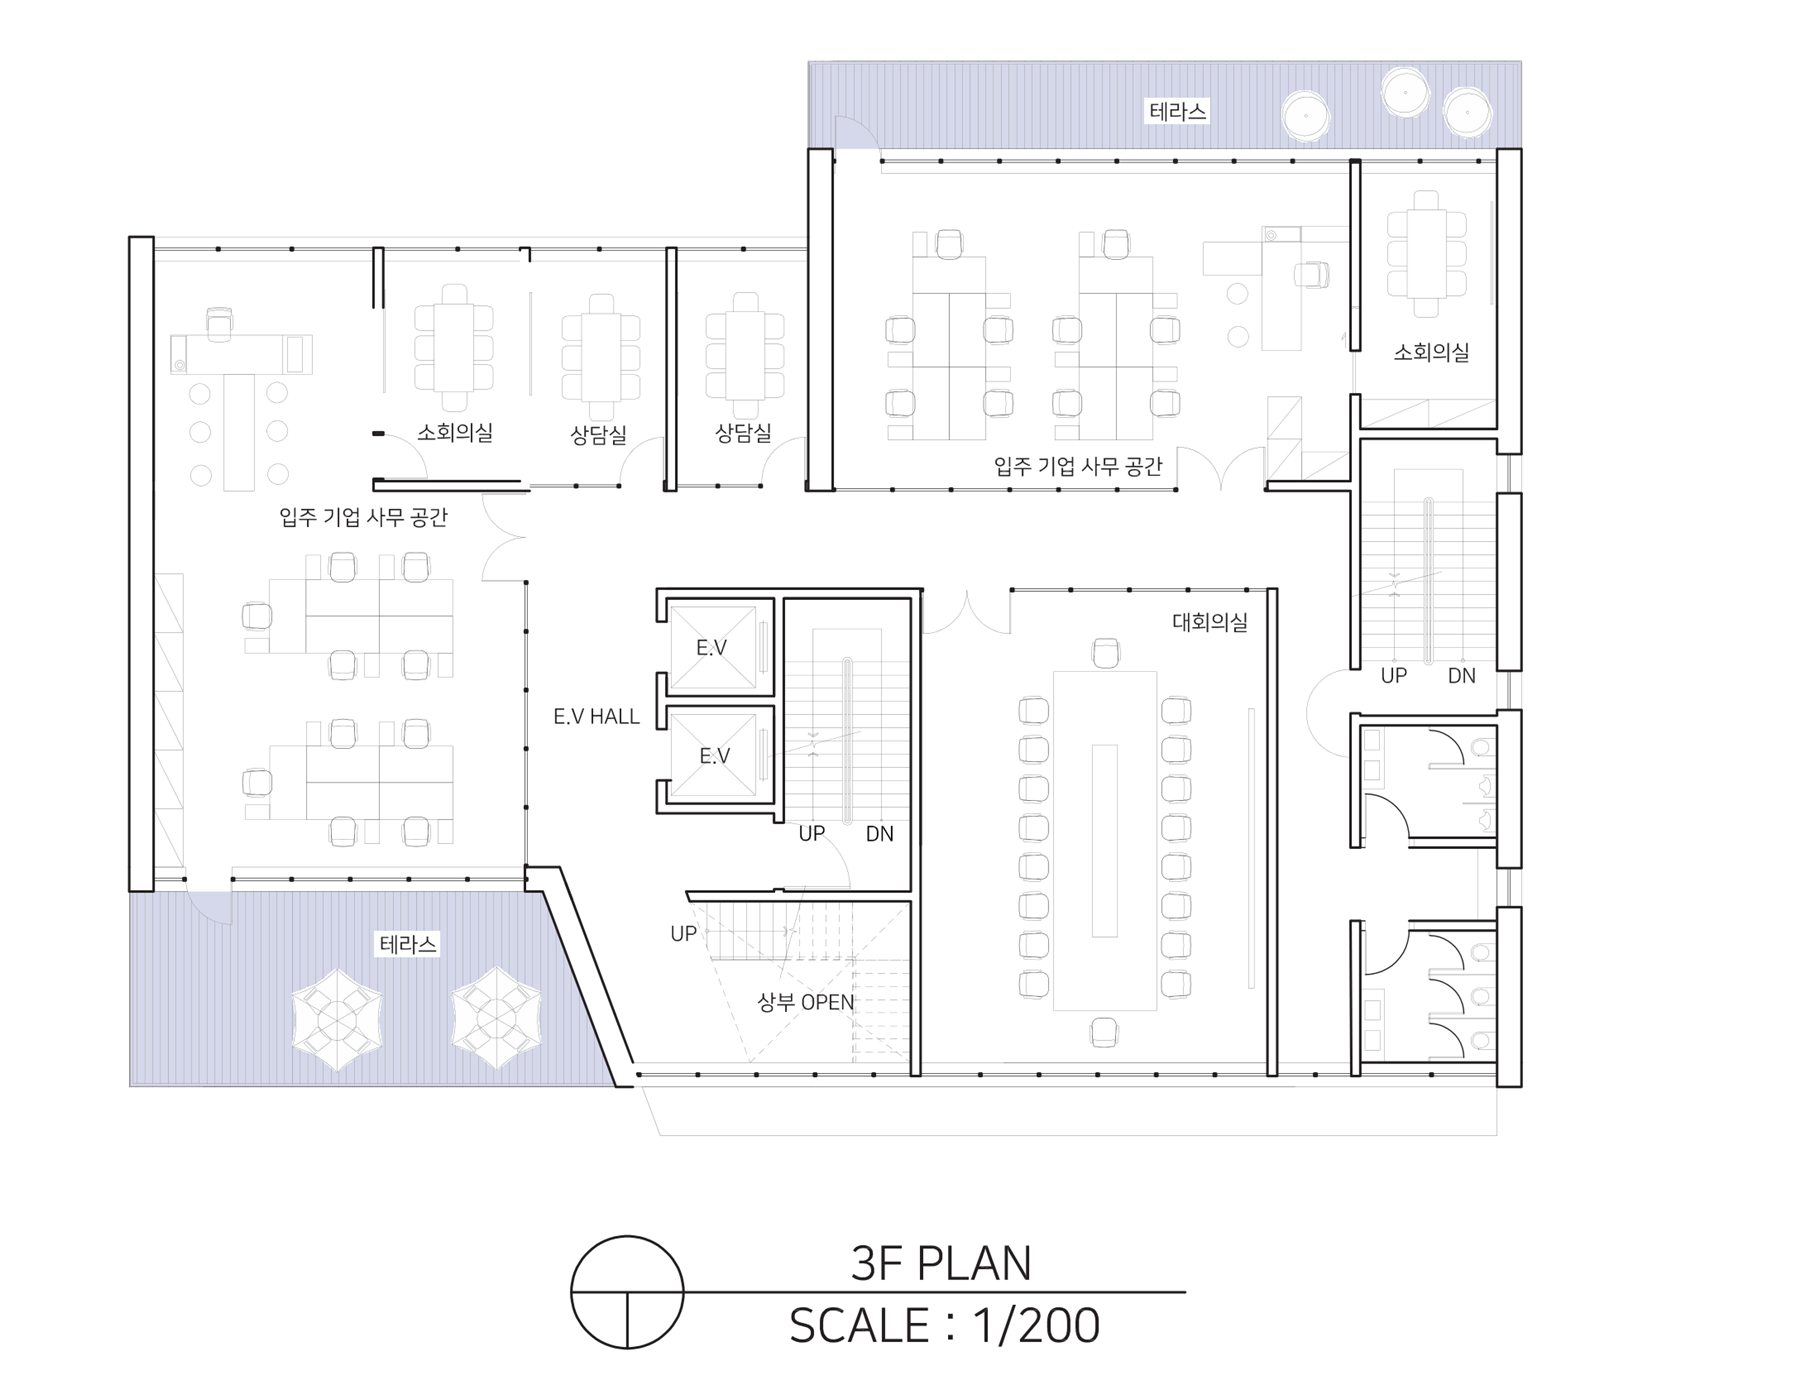 테라스
소회의실
소회의실
상담실
상담실
입주 기업 사무 공간
입주 기업 사무 공간
대회의실
E.V
UP
DN
E.V HALL
E.V
UP
DN
UP
테라스
상부 OPEN
3F PLAN
SCALE : 1/200